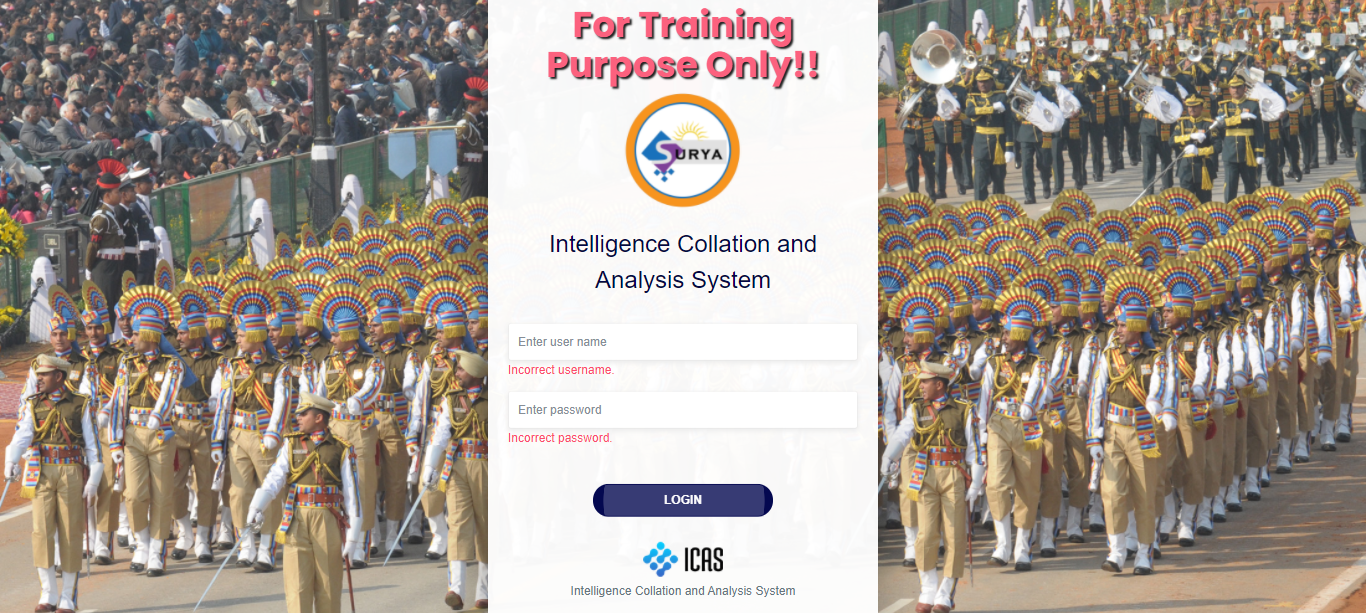 For Training
Purpose Only!!
SURYA
Intelligence Collation and
Analysis System
Enter user name
Incorrect username.
Enter password
Incorrect password.
LOGIN
ICAS
Intelligence Collation and Analysis System